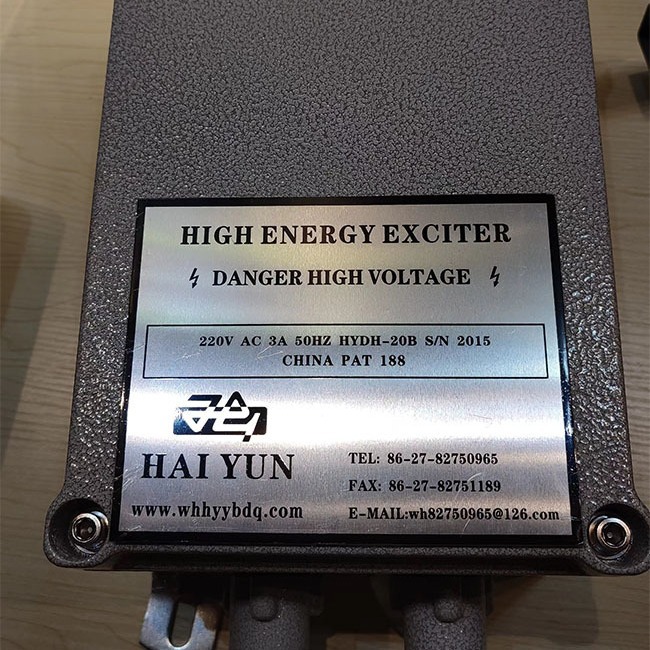 HIGH ENERGY EXCITER
DANGER HIGH VOLTAGE
220V AC 3A 50HZ HYDH-20B S/N 2015
CHINA PAT 188
HAI YUN
www.whhyybdq.com
TEL: 86-27-82750965
FAX: 86-27-82751189
E-MAIL:wh82750965@126.com